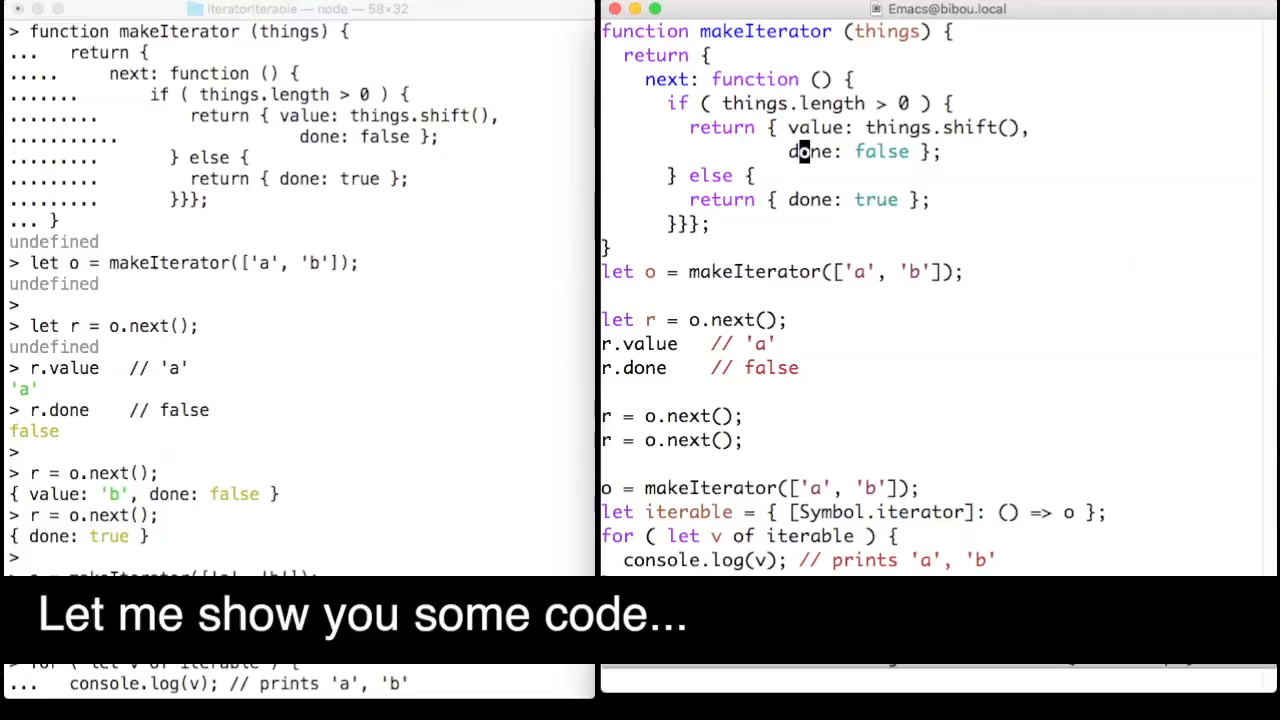 IteratorIterable — node — 58×32
> function makeIterator (things) {
...   return {
.....     next: function () {
.......     if ( things.length > 0 ) {
.........         return { value: things.shift(),
...........                  done: false };
.........       } else {
.........         return { done: true };
.........       }}};
... }
undefined
> let o = makeIterator(['a', 'b']);
undefined
>
> let r = o.next();
undefined
> r.value   // 'a'
'a'
> r.done    // false
false
>
> r = o.next();
{ value: 'b', done: false }
> r = o.next();
{ done: true }
>
> o = makeIterator(['a', 'b']);
> for ( let v of iterable ) {
...   console.log(v); // prints 'a', 'b'
Emacs@bibou.local
function makeIterator (things) {
  return {
    next: function () {
      if ( things.length > 0 ) {
        return { value: things.shift(),
                 done: false };
      } else {
        return { done: true };
      }}};
}
let o = makeIterator(['a', 'b']);
let r = o.next();
r.value   // 'a'
r.done    // false
r = o.next();
r = o.next();
o = makeIterator(['a', 'b']);
let iterable = { [Symbol.iterator]: () => o };
for ( let v of iterable ) {
  console.log(v); // prints 'a', 'b'
Let me show you some code...